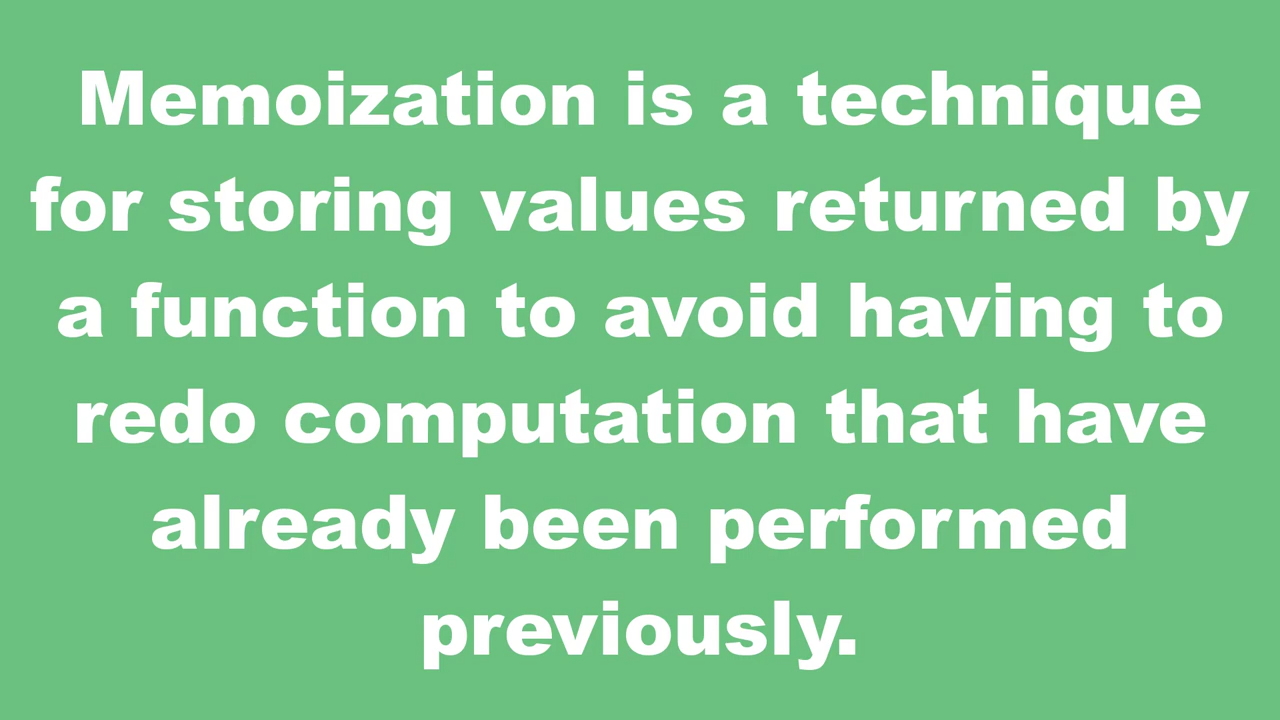 Memoization is a technique
for storing values returned by
a function to avoid having to
redo computation that have
already been performed
previously.